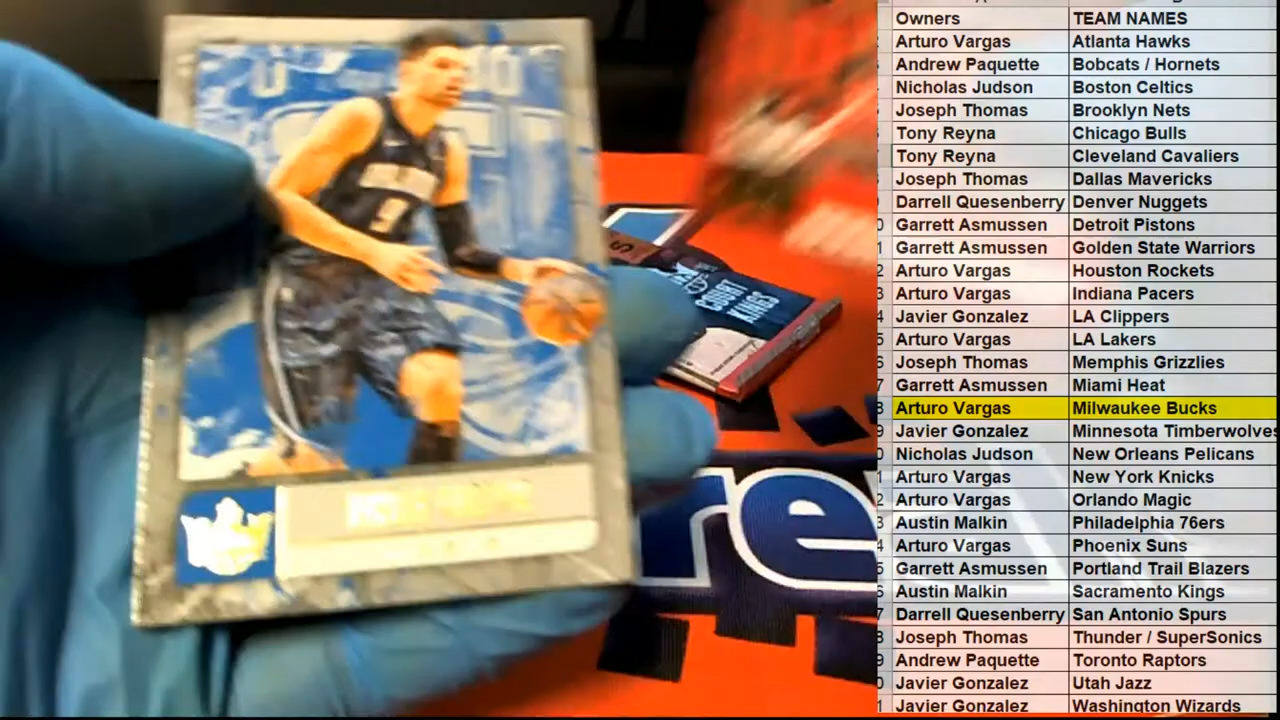 Owners TEAM NAMES
Arturo Vargas Atlanta Hawks
Andrew Paquette Bobcats / Hornets
Nicholas Judson Boston Celtics
Joseph Thomas Brooklyn Nets
Tony Reyna Chicago Bulls
Tony Reyna Cleveland Cavaliers
Joseph Thomas Dallas Mavericks
Darrell Quesenberry Denver Nuggets
Garrett Asmussen Detroit Pistons
Garrett Asmussen Golden State Warriors
Arturo Vargas Houston Rockets
Arturo Vargas Indiana Pacers
Javier Gonzalez LA Clippers
Arturo Vargas LA Lakers
Joseph Thomas Memphis Grizzlies
Garrett Asmussen Miami Heat
Arturo Vargas Milwaukee Bucks
Javier Gonzalez Minnesota Timberwolves
Nicholas Judson New Orleans Pelicans
Arturo Vargas New York Knicks
Arturo Vargas Orlando Magic
Austin Malkin Philadelphia 76ers
Arturo Vargas Phoenix Suns
Garrett Asmussen Portland Trail Blazers
Austin Malkin Sacramento Kings
Darrell Quesenberry San Antonio Spurs
Joseph Thomas Thunder / SuperSonics
Andrew Paquette Toronto Raptors
Javier Gonzalez Utah Jazz
Javier Gonzalez Washington Wizards
9
COURT
KINGS
re